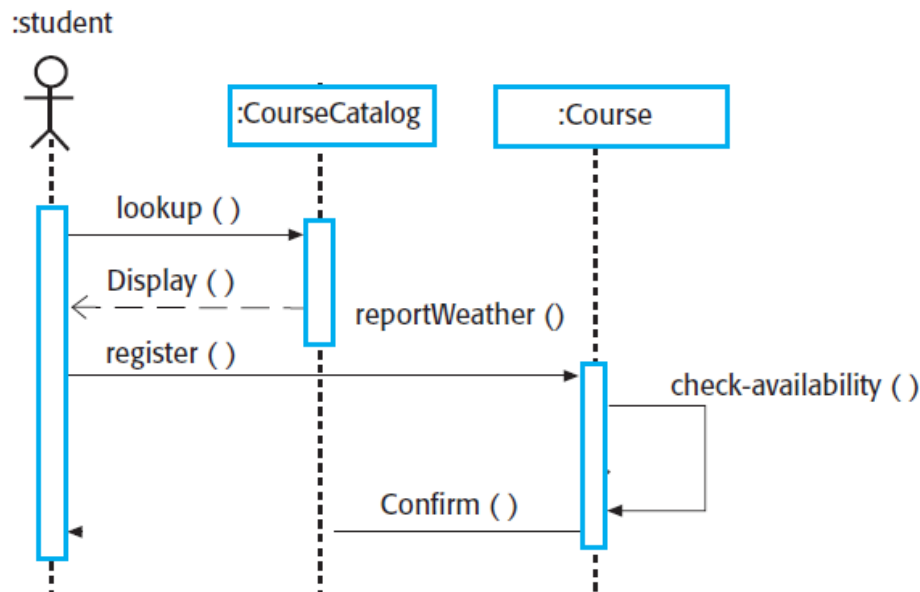 :student
:CourseCatalog
:Course
lookup ( )
Display ( )
reportWeather ()
register ( )
check-availability ( )
Confirm ( )